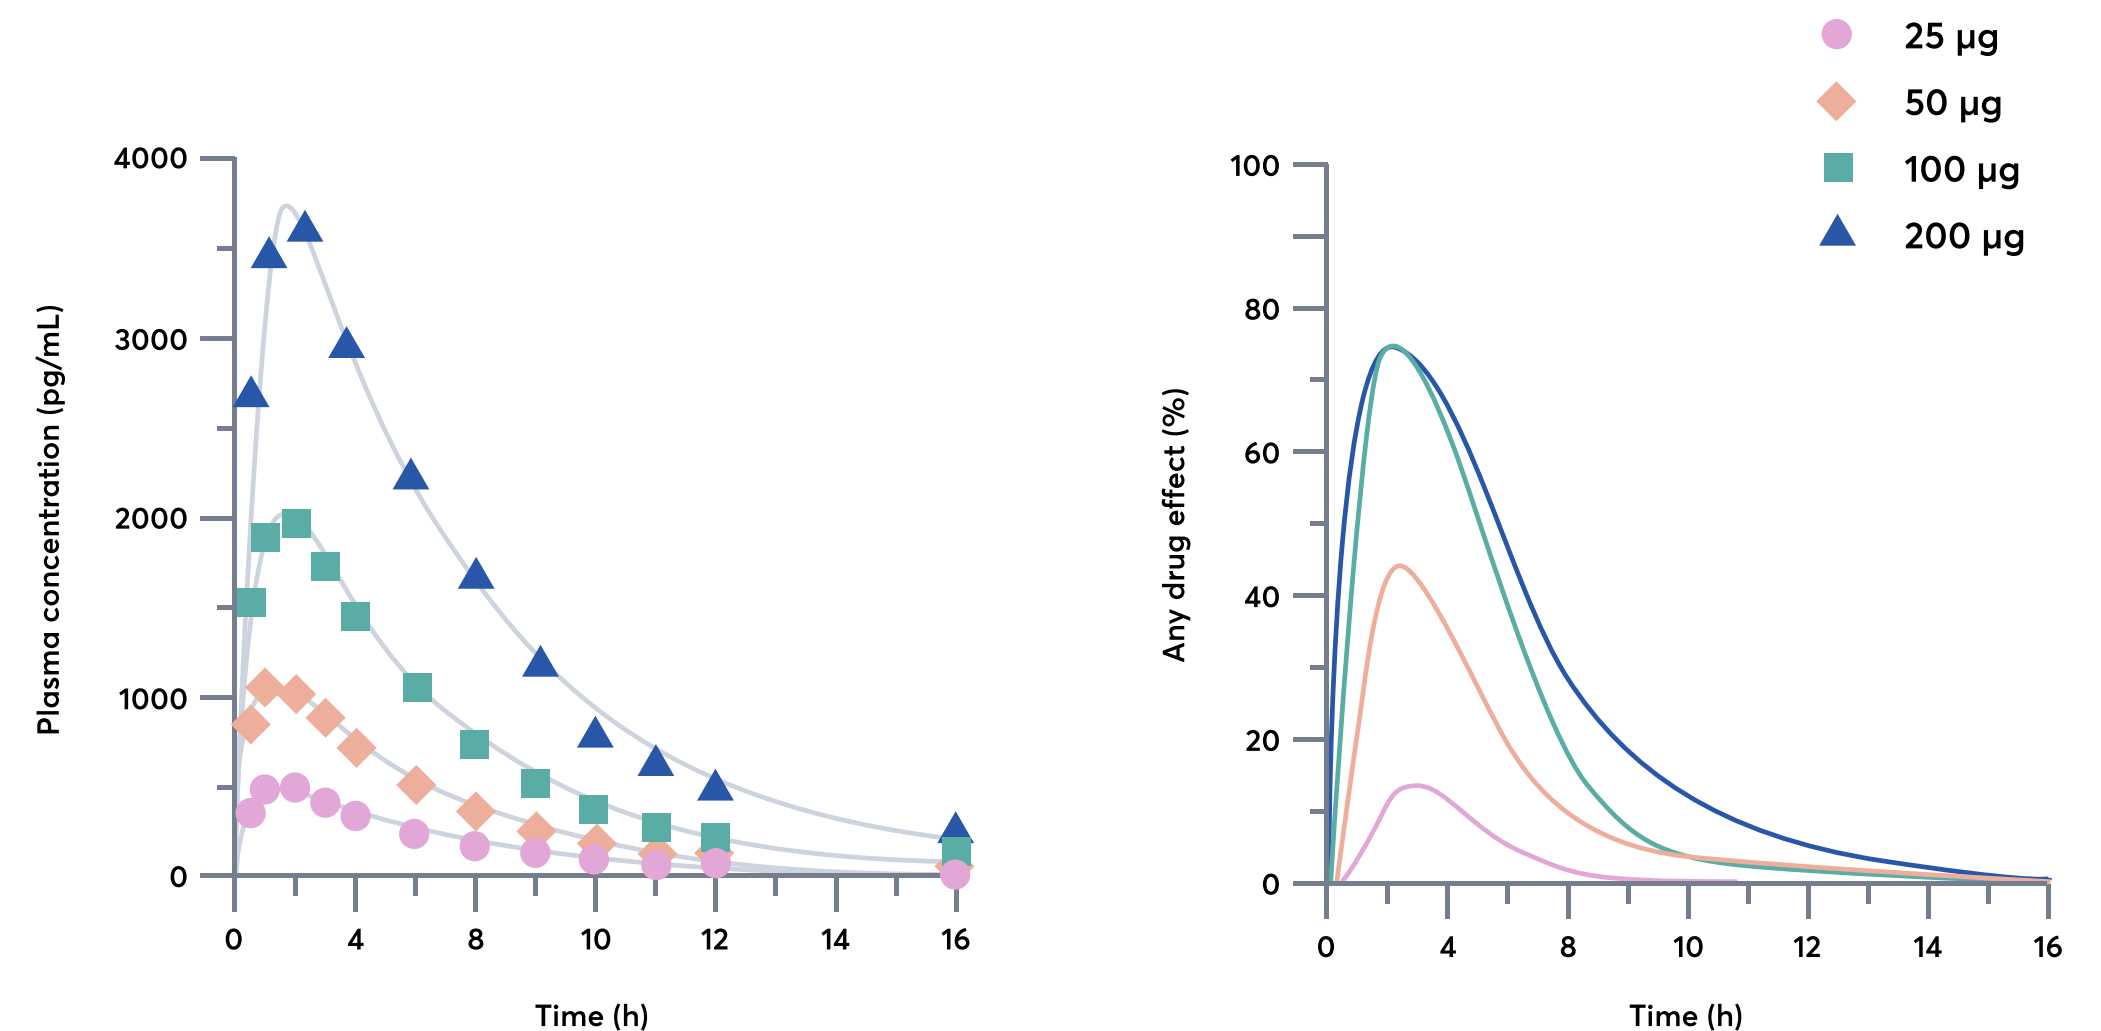 25 µg
50 µg
100 µg
200 µg
Plasma concentration (pg/mL)
4000
3000
2000
1000
0
0 4 8 10 12 14 16
Time (h)
Any drug effect (%)
100
80
60
40
20
0
0 4 8 10 12 14 16
Time (h)